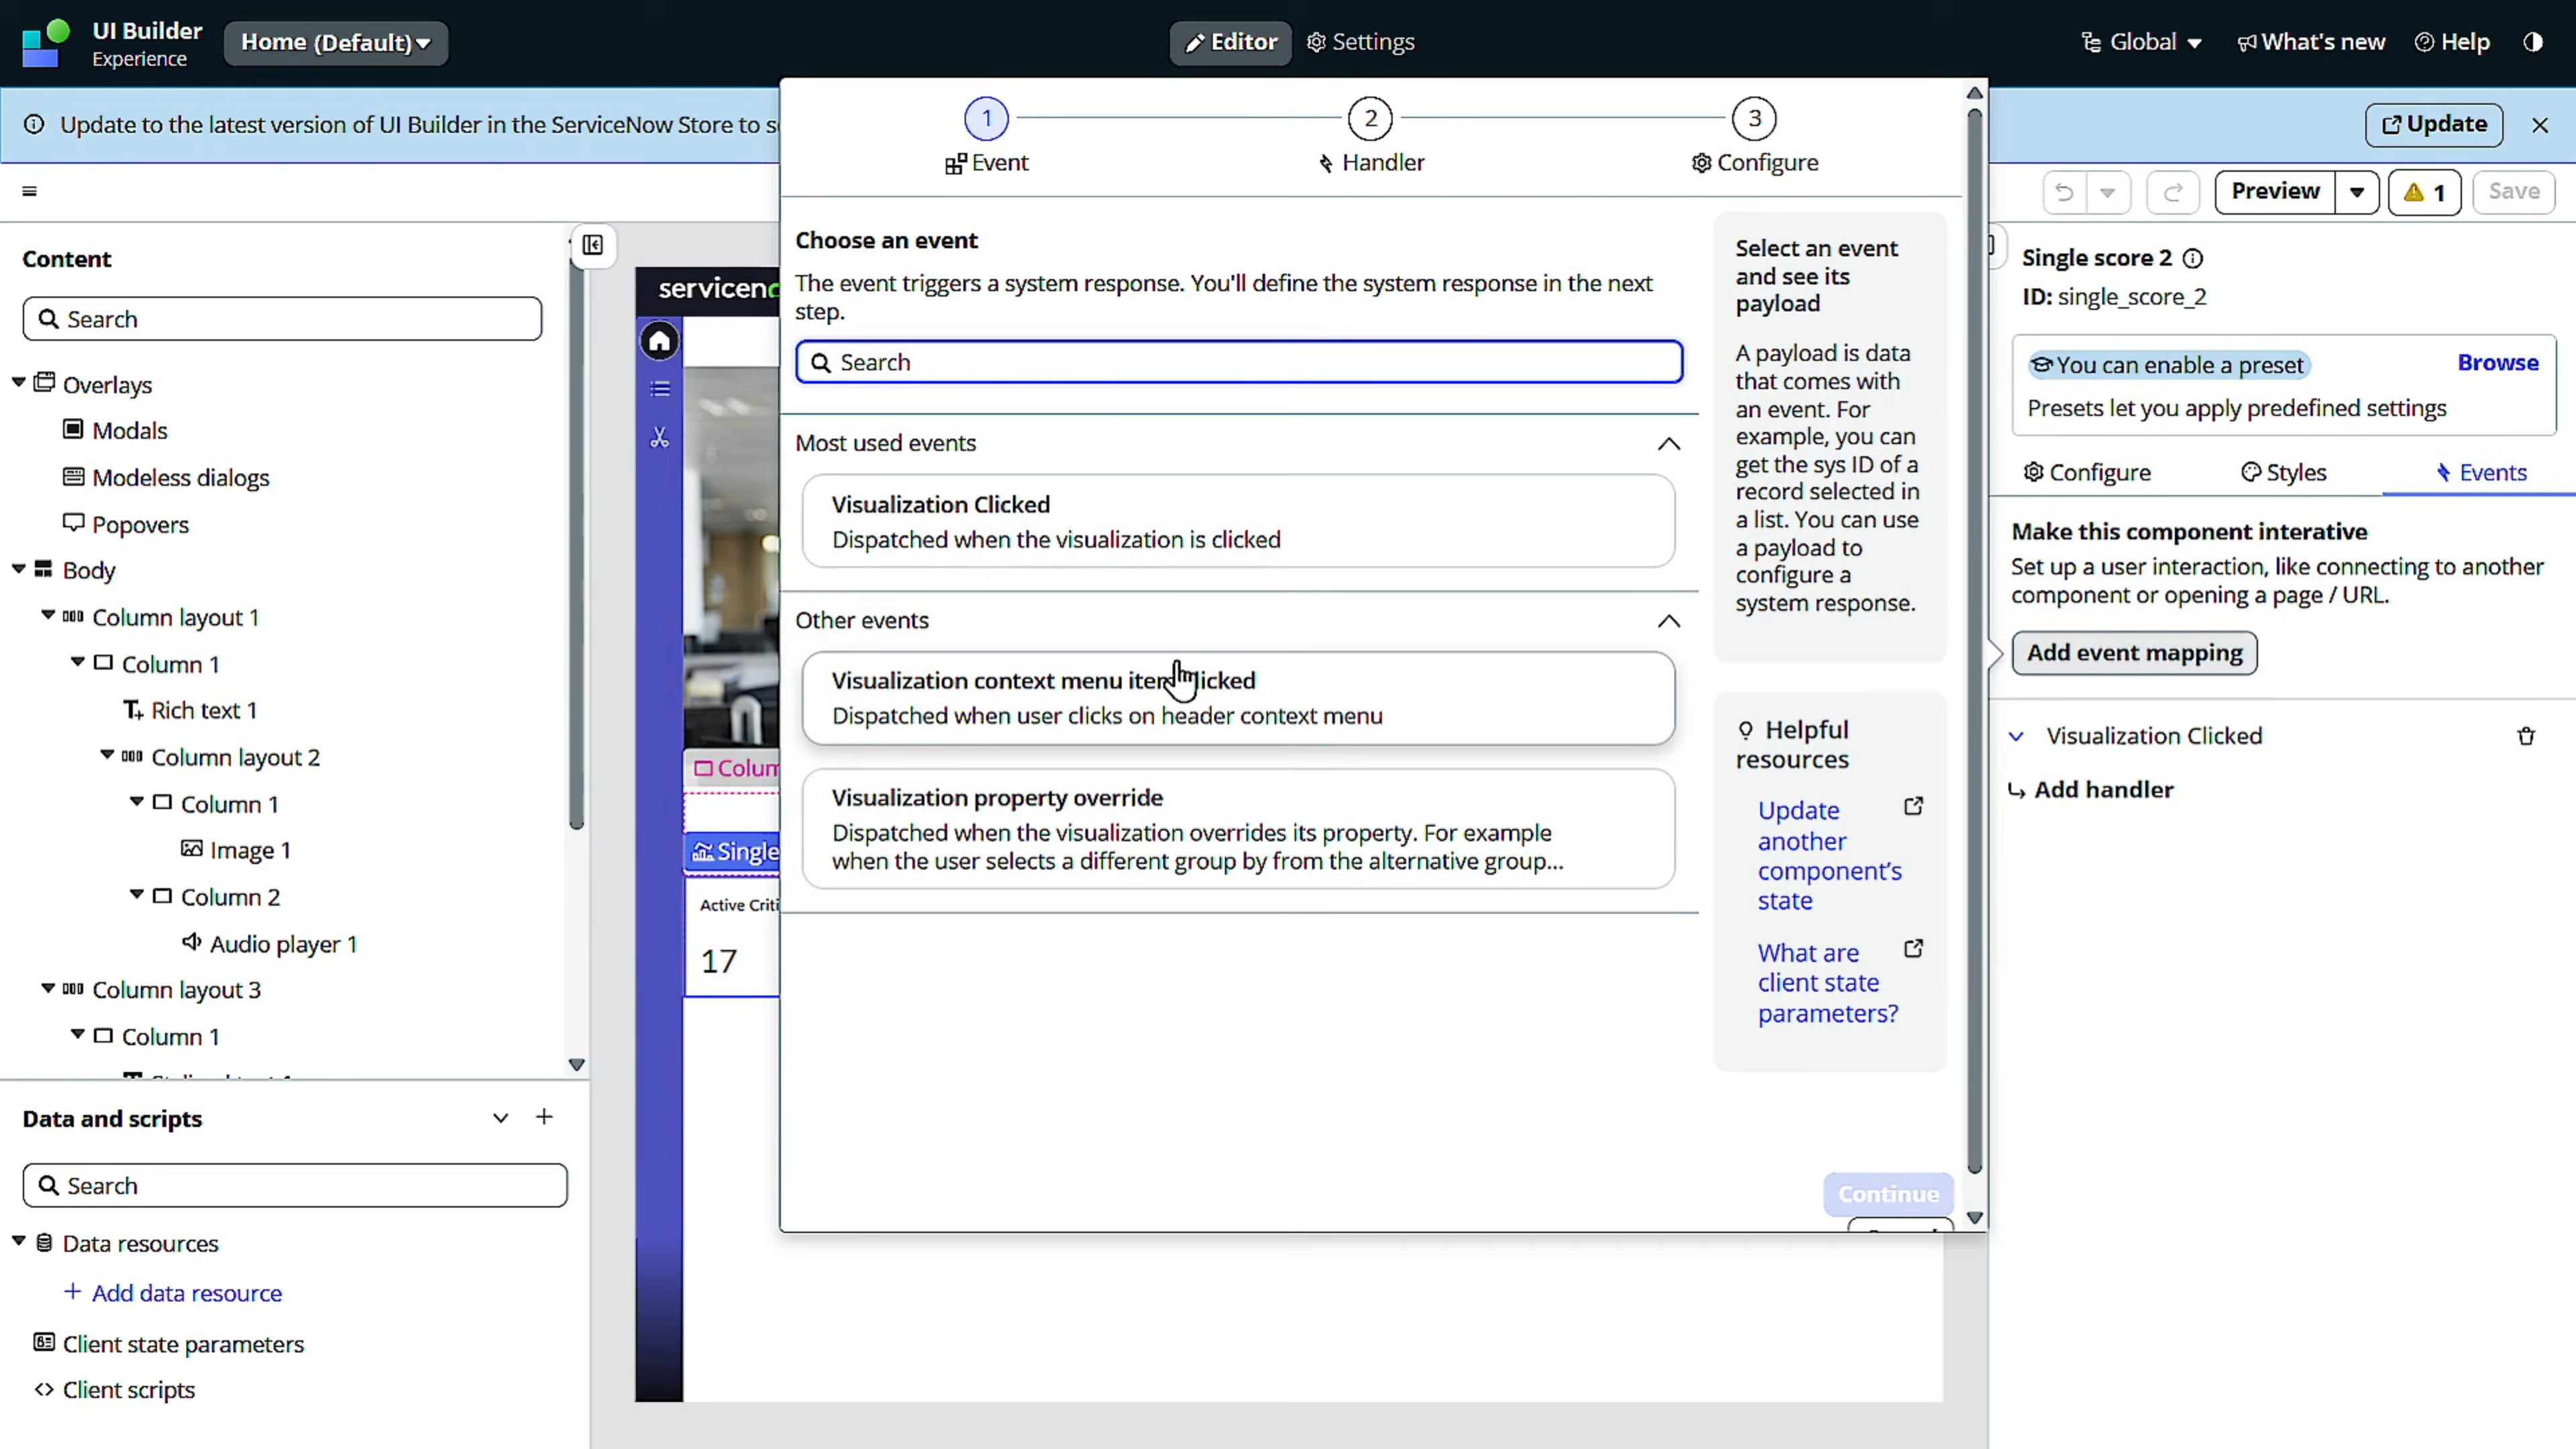 UI Builder
Experience
Home (Default)
Editor
Settings
Global
What's new
Help
Update to the latest version of UI Builder in the ServiceNow Store to
Update
Preview
1
Save
Content
Search
Overlays
Modals
Modeless dialogs
Popovers
Body
Column layout 1
Column 1
Rich text 1
Column layout 2
Column 1
Image 1
Column 2
Audio player 1
Column layout 3
Column 1
Data and scripts
Search
Data resources
Add data resource
Client state parameters
Client scripts
servicen
Colum
Single
Active Criti
17
1
Event
2
Handler
3
Configure
Choose an event
The event triggers a system response. You'll define the system response in the next
step.
Search
Most used events
Visualization Clicked
Dispatched when the visualization is clicked
Other events
Visualization context menu item clicked
Dispatched when user clicks on header context menu
Visualization property override
Dispatched when the visualization overrides its property. For example
when the user selects a different group by from the alternative group...
Select an event
and see its
payload
A payload is data
that comes with
an event. For
example, you can
get the sys ID of a
record selected in
a list. You can use
a payload to
configure a
system response.
Helpful
resources
Update
another
component's
state
What are
client state
parameters?
Continue
Single score 2
ID: single_score_2
You can enable a preset
Browse
Presets let you apply predefined settings
Configure
Styles
Events
Make this component interative
Set up a user interaction, like connecting to another
component or opening a page / URL.
Add event mapping
Visualization Clicked
Add handler